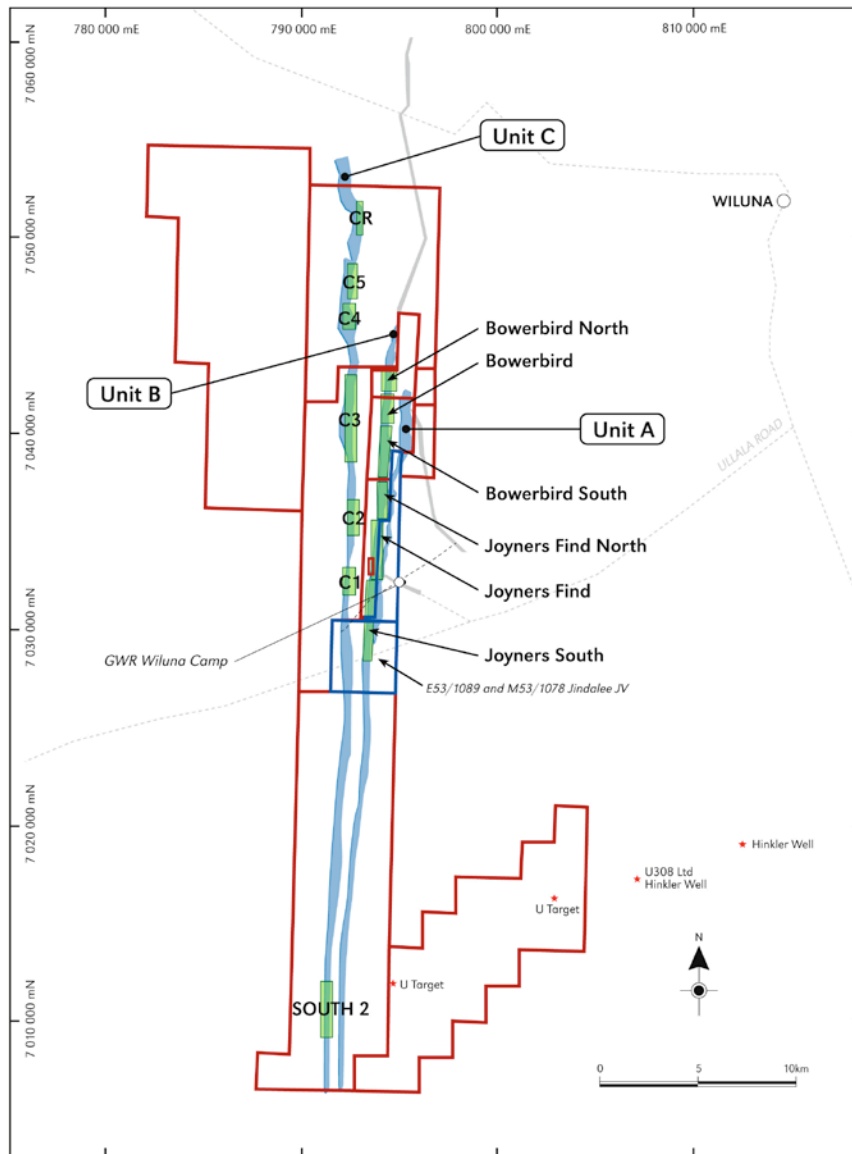 780 000 mE
790 000 mE
800 000 mE
810 000 mE
7 060 000 mN
7 050 000 mN
7 040 000 mN
7 030 000 mN
7 020 000 mN
7 010 000 mN
Unit C
WILUNA
CR
C5
C4
Bowerbird North
Bowerbird
Unit B
C3
Unit A
ULLALA ROAD
Bowerbird South
C2
Joyners Find North
C1
Joyners Find
GWR Wiluna Camp
Joyners South
E53/1089 and M53/1078 Jindalee JV
Hinkler Well
U308 Ltd
Hinkler Well
U Target
U Target
SOUTH 2
N
0
5
10km